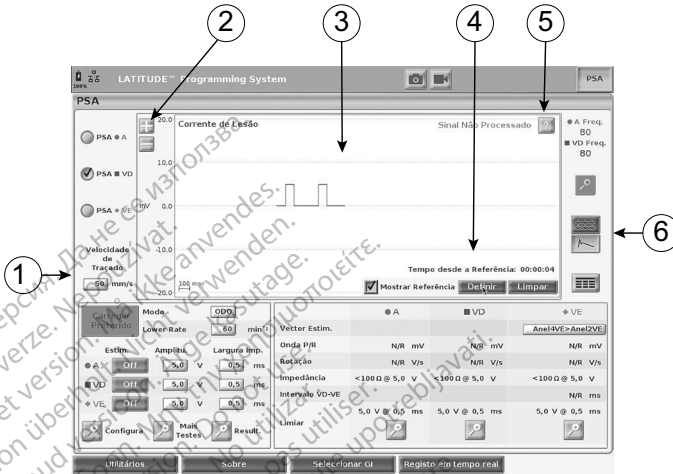 2 3 4 5
100%
LATITUDE™ Programming System
PSA
PSA
PSA A
PSA VD
PSA VE
Velocidade
de
Traçado
50 mm/s
1
20.0
10.0
mV 0.0
-10.0
-20.0
Corrente de Lesão
Sinal Não Processado
100 ms
Tempo desde a Referência: 00:00:04
Mostrar Referência Definir Limpar
A Freq.
80
VD Freq.
80
6
Carregar
Preferido
Modo ODO
Lower Rate 60 min⁻¹
Estim. Amplitu. Largura Imp.
A Off 5,0 V 0,5 ms
VD Off 5,0 V 0,5 ms
VE Off 5,0 V 0,5 ms
Configura Mais
Testes Result.
A VD VE
Vector Estim. Anel4VE>Anel2VE
Onda P/R N/R mV N/R mV N/R mV
Rotação N/R V/s N/R V/s N/R V/s
Impedância <100 Ω @ 5,0 V <100 Ω @ 5,0 V <100 Ω @ 5,0 V
Intervalo VD-VE N/R ms
Limiar 5,0 V @ 0,5 ms 5,0 V @ 0,5 ms 5,0 V @ 0,5 ms
Utilitários Sobre Seleccionar GI Registo em tempo real